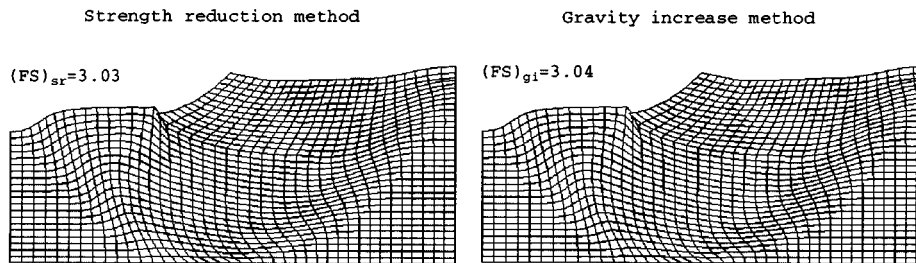 Strength reduction method
Gravity increase method
(FS)sr=3.03
(FS)gi=3.04